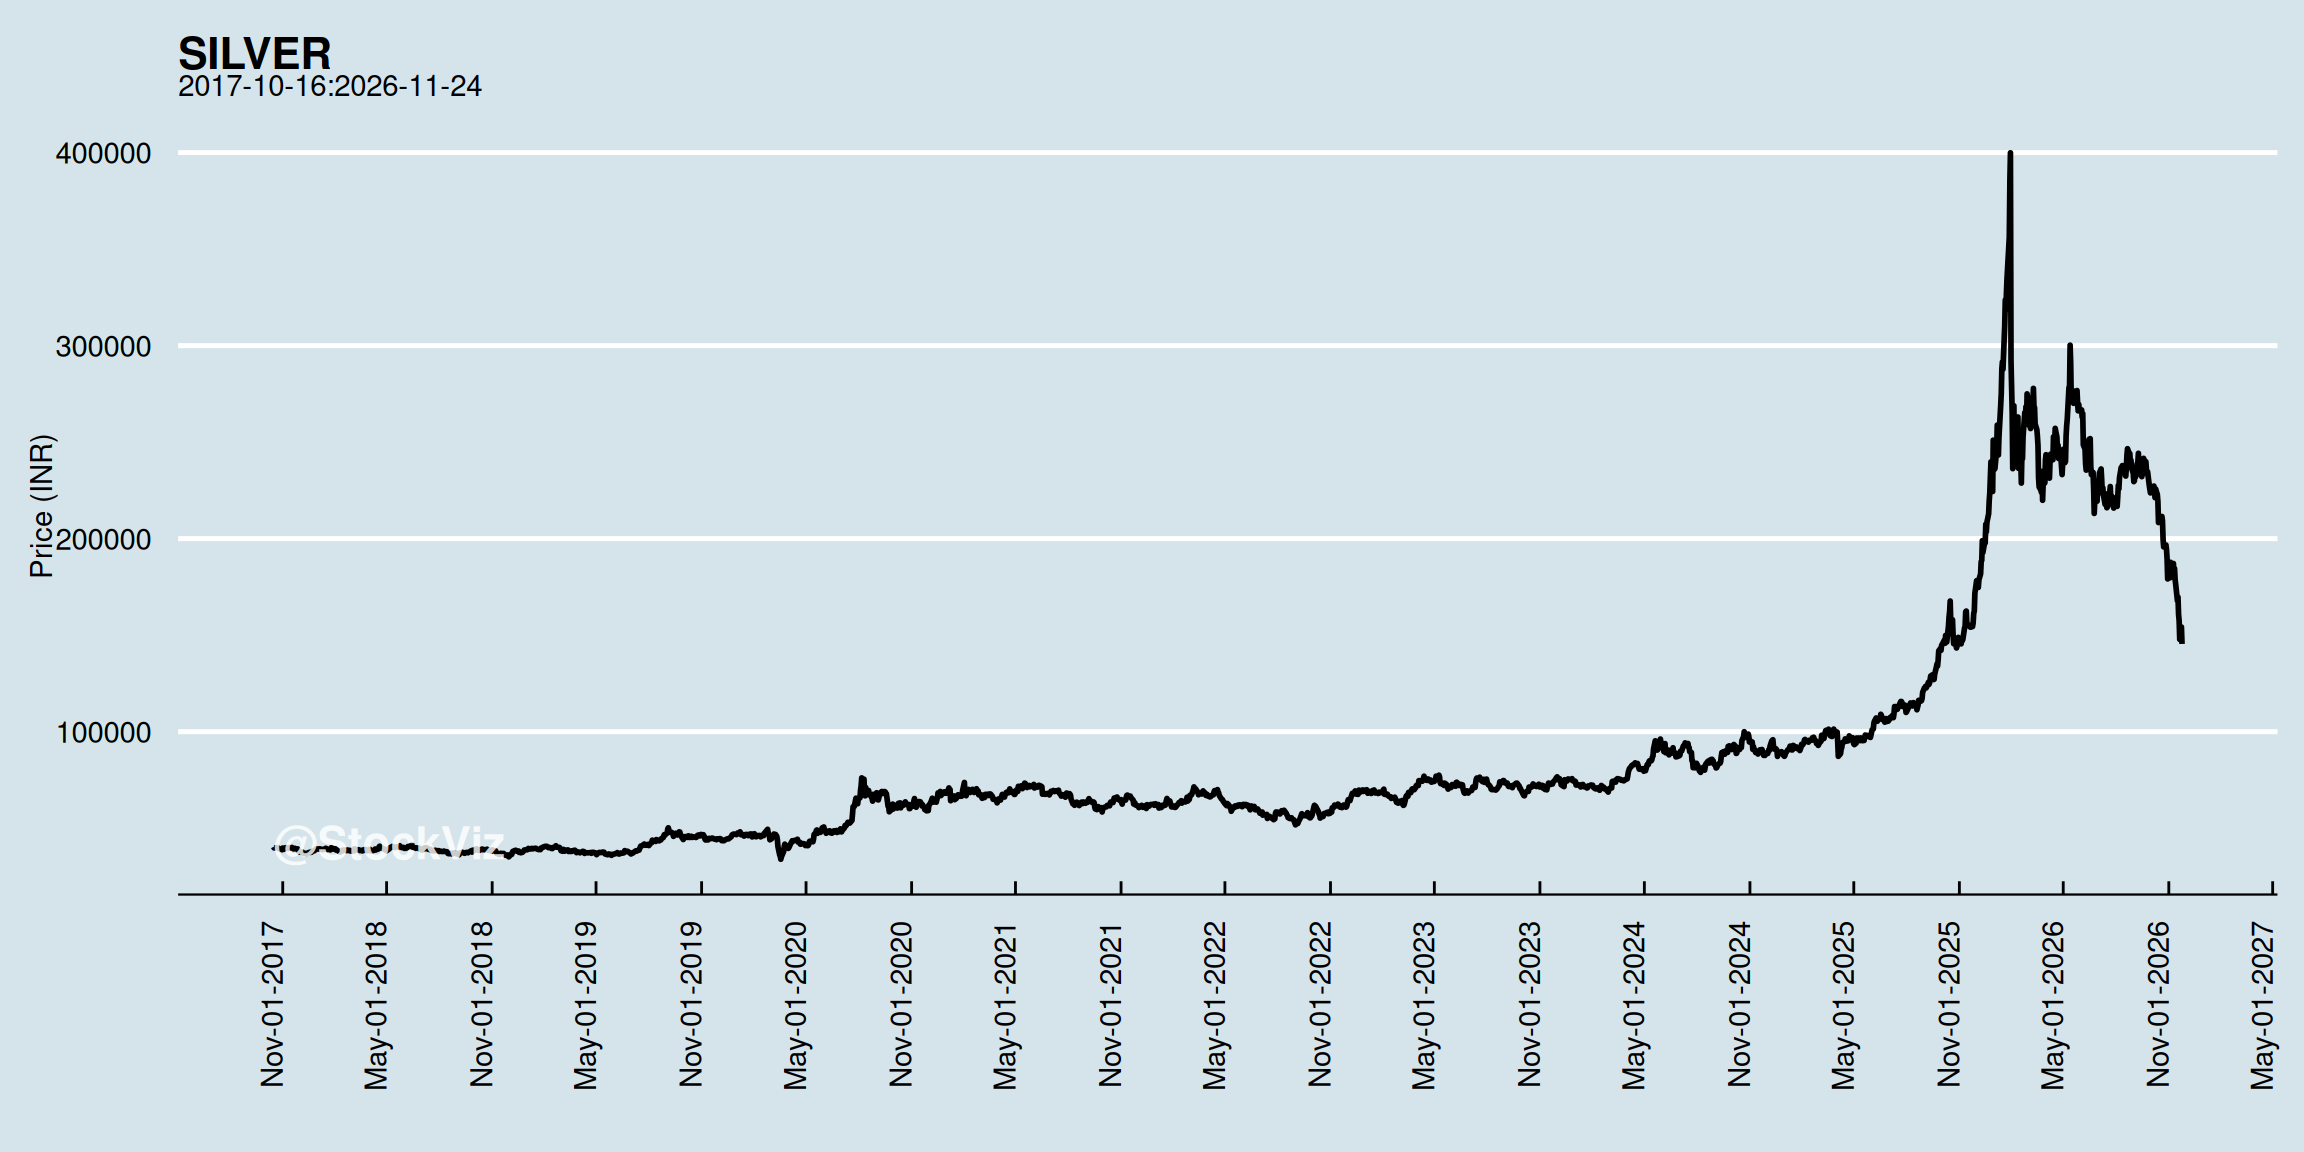 SILVER
2017-10-16:2026-11-24
400000
300000
200000
100000
Price (INR)
@StockViz
Nov-01-2017
May-01-2018
Nov-01-2018
May-01-2019
Nov-01-2019
May-01-2020
Nov-01-2020
May-01-2021
Nov-01-2021
May-01-2022
Nov-01-2022
May-01-2023
Nov-01-2023
May-01-2024
Nov-01-2024
May-01-2025
Nov-01-2025
May-01-2026
Nov-01-2026
May-01-2027